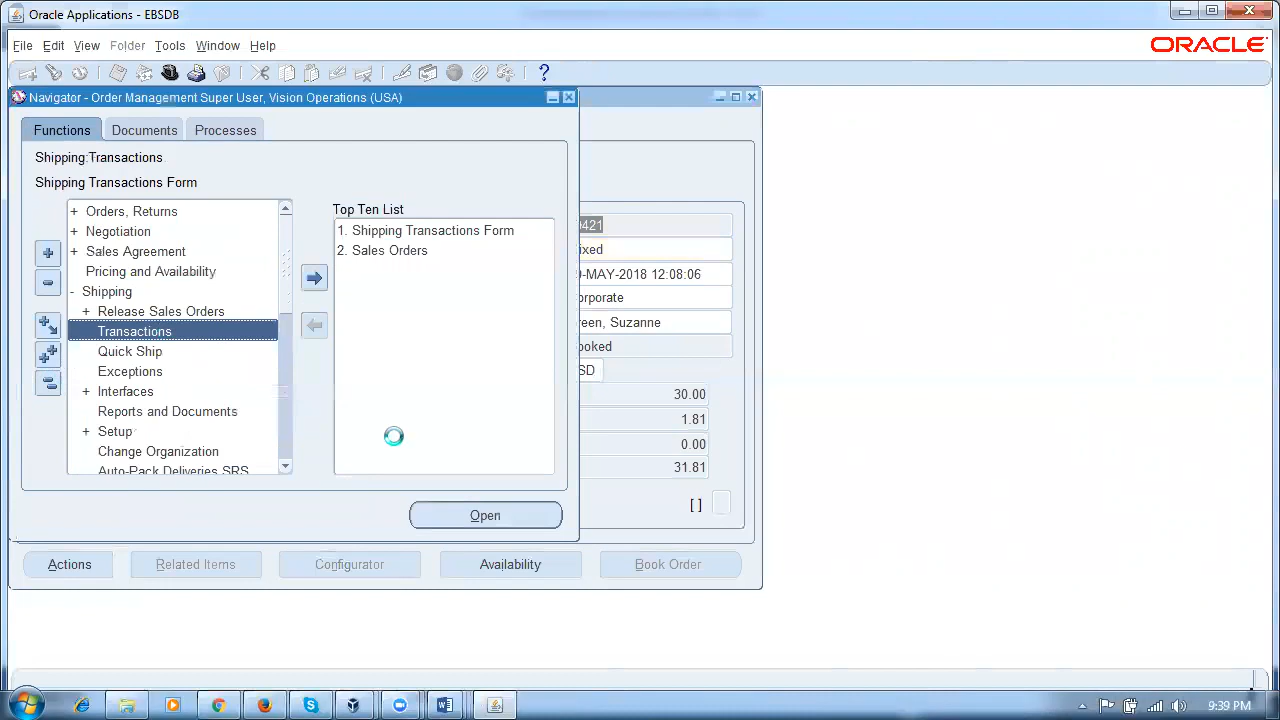 Oracle Applications - EBSDB
File Edit View Folder Tools Window Help
ORACLE
Navigator - Order Management Super User, Vision Operations (USA)
Functions Documents Processes
Shipping:Transactions
Shipping Transactions Form
+ Orders, Returns
+ Negotiation
+ Sales Agreement
Pricing and Availability
- Shipping
+ Release Sales Orders
Transactions
Quick Ship
Exceptions
+ Interfaces
Reports and Documents
+ Setup
Change Organization
Auto-Pack Deliveries SRS
Top Ten List
1. Shipping Transactions Form
2. Sales Orders
Open
421
ixed
-MAY-2018 12:08:06
orporate
reen, Suzanne
ooked
SD
30.00
1.81
0.00
31.81
[ ]
Actions Related Items Configurator Availability Book Order
9:39 PM